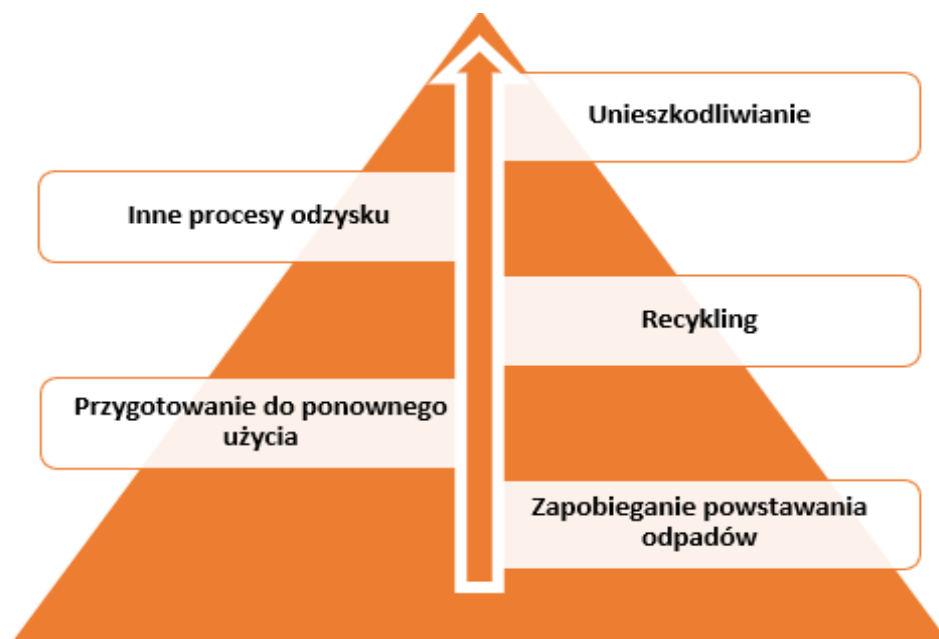 Unieszkodliwianie
Inne procesy odzysku
Recykling
Przygotowanie do ponownego
użycia
Zapobieganie powstawania
odpadów